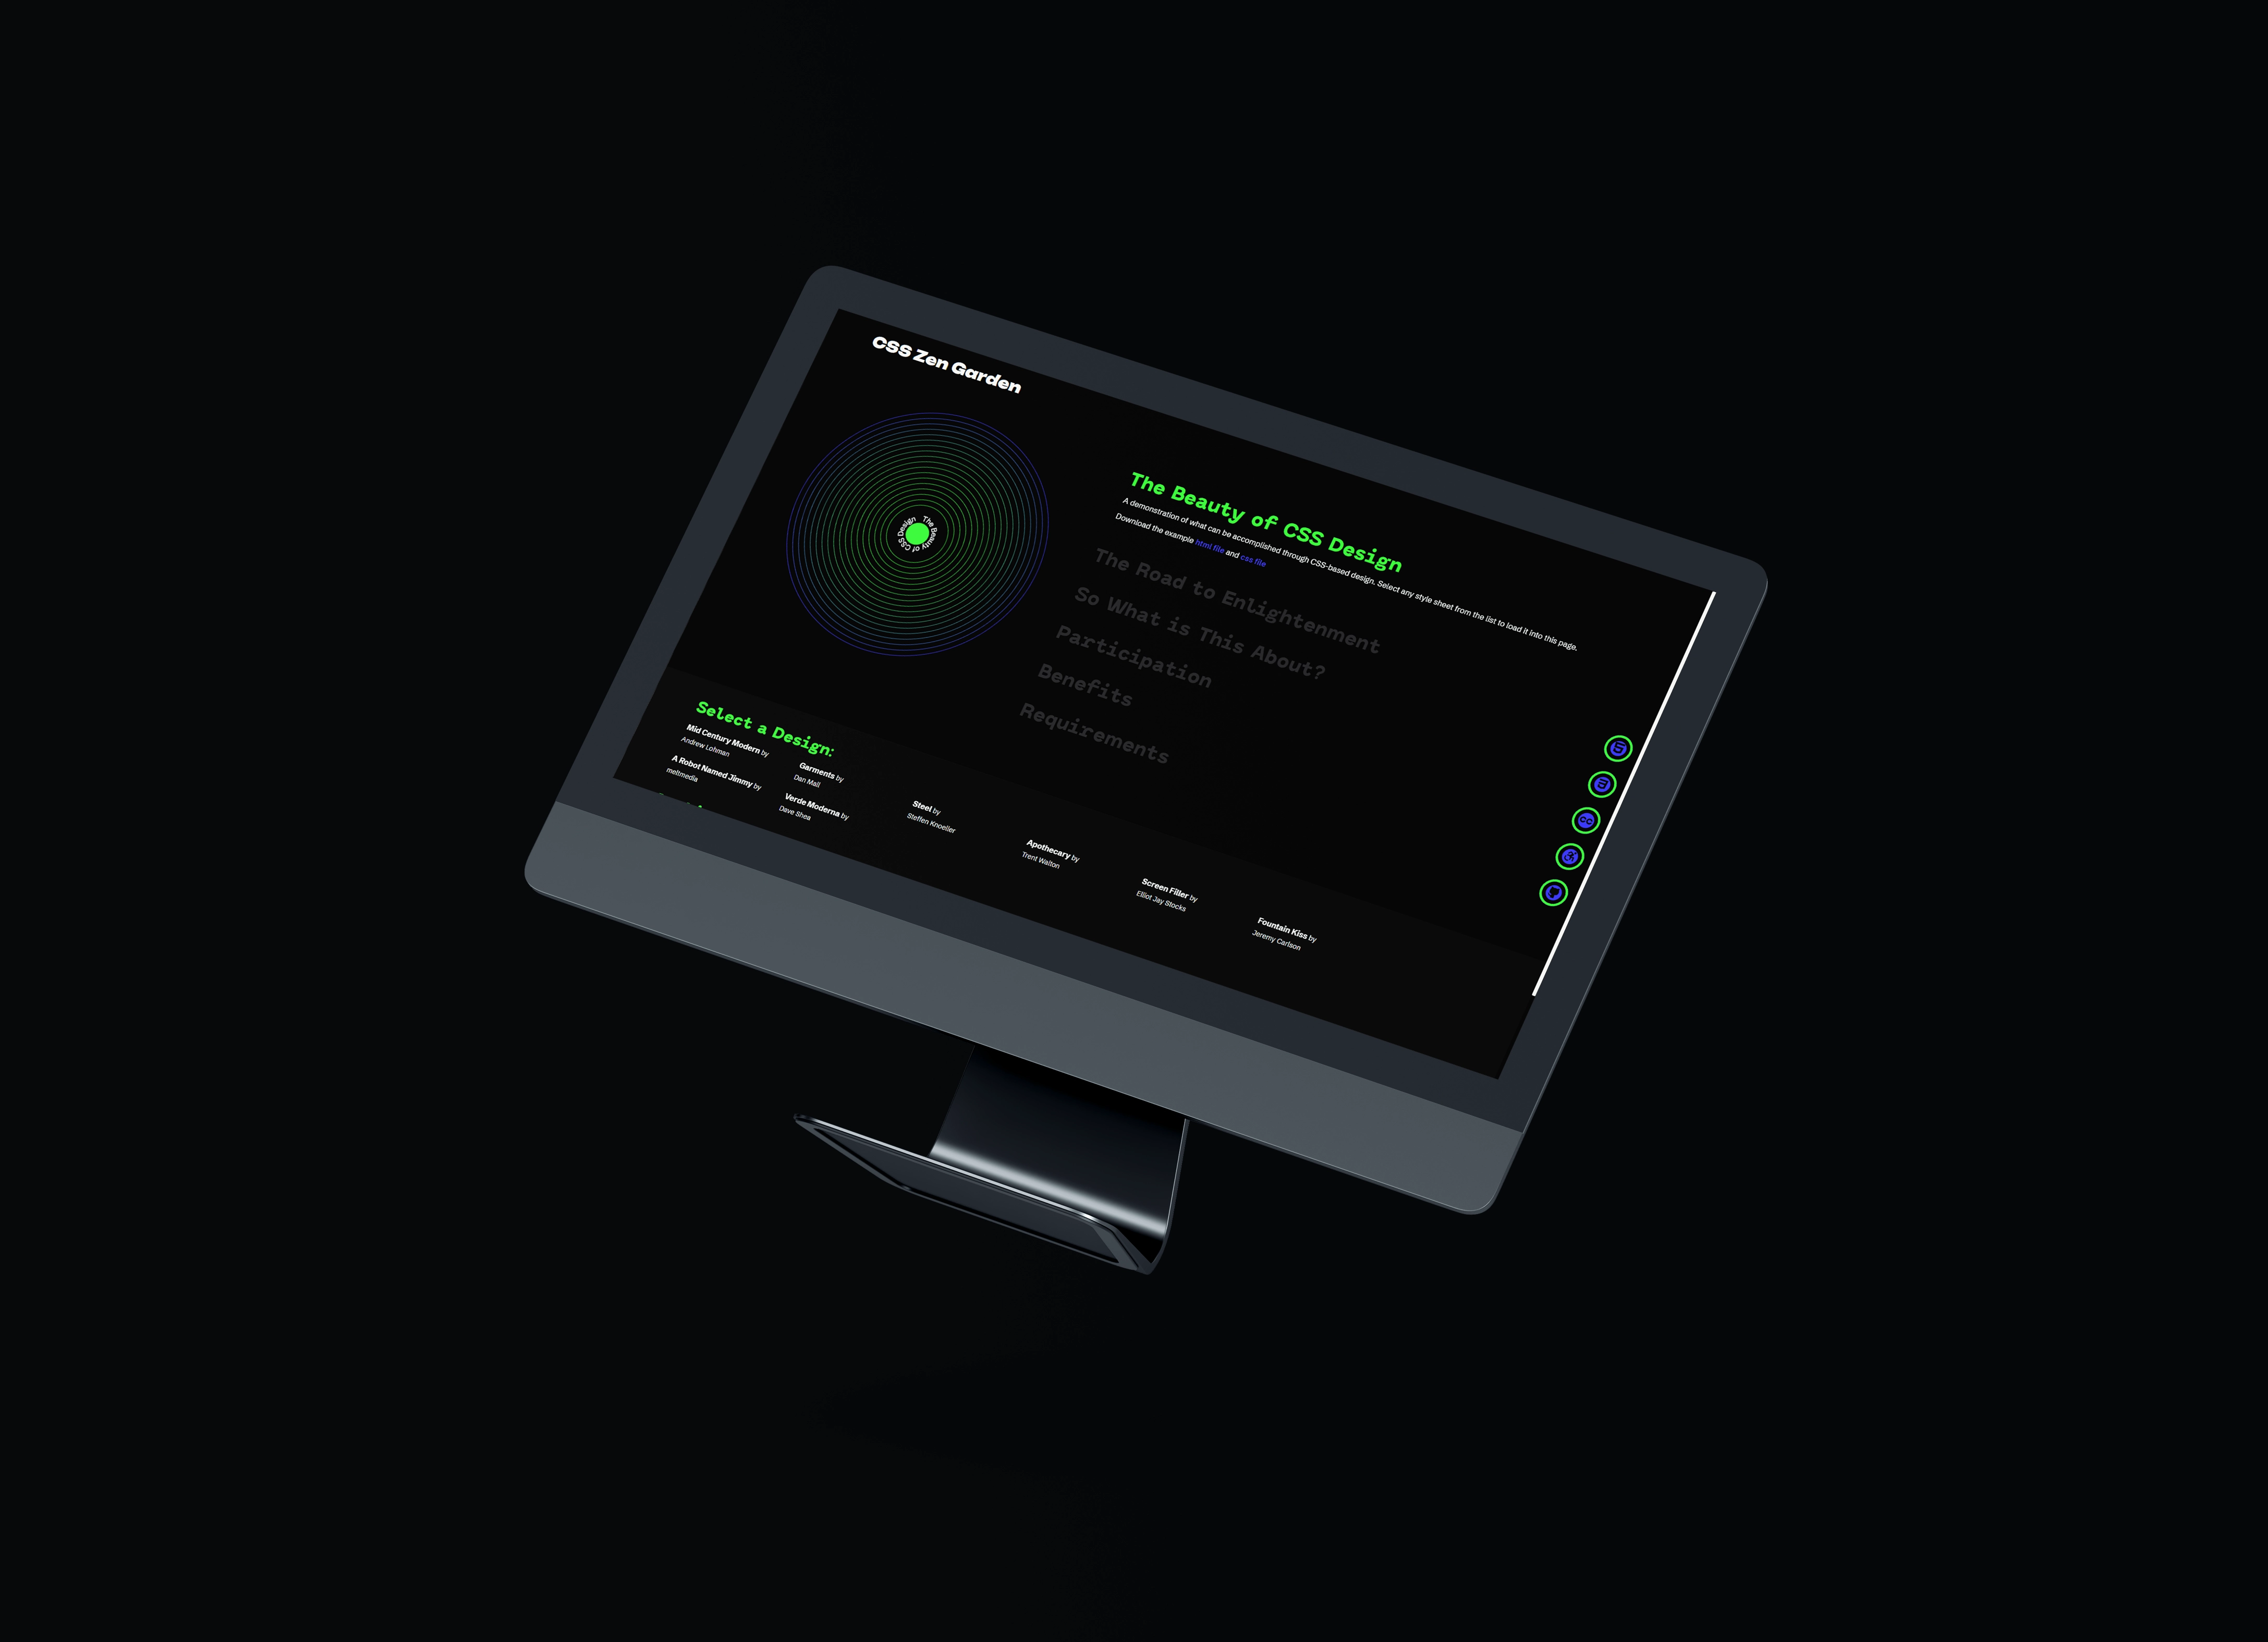 CSS Zen Garden
The Beauty of CSS Design
The Beauty of CSS Design
A demonstration of what can be accomplished through CSS-based design. Select any style sheet from the list to load it into this page.
Download the example html file and css file
The Road to Enlightenment
So What is This About?
Participation
Benefits
Requirements
Select a Design:
Mid Century Modern by
Andrew Lohman
Garments by
Dan Mall
Steel by
Steffen Knoeller
Apothecary by
Trent Walton
Screen Filler by
Elliot Jay Stocks
Fountain Kiss by
Jeremy Carlson
A Robot Named Jimmy by
meltmedia
Verde Moderna by
Dave Shea